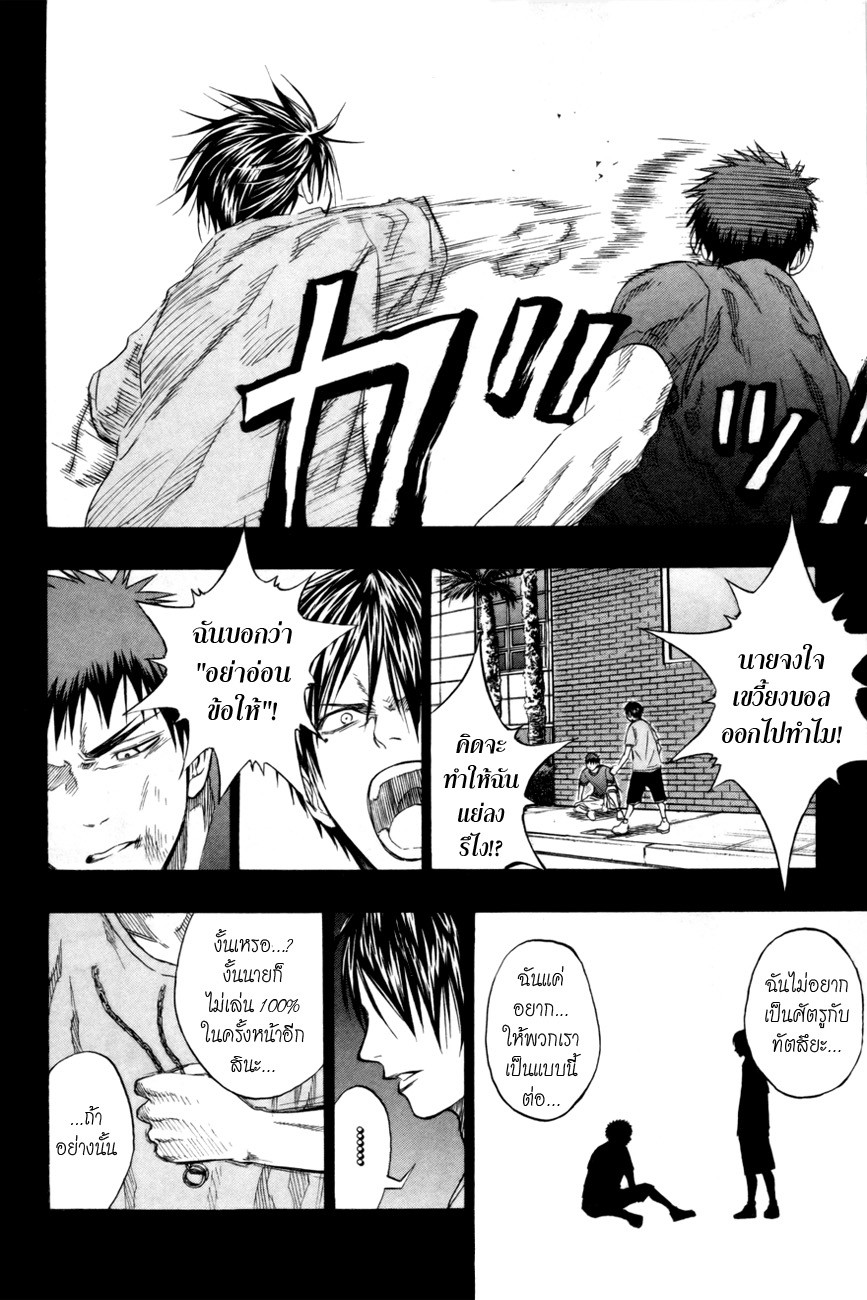 ガッ
นายจงใจ
เขวี้ยงบอล
ออกไปทำไม!
คิดจะ
ทำให้ฉัน
แย่ลง
รึไง!?
ฉันบอกว่า
"อย่าอ่อน
ข้อให้"!
ฉันไม่อยาก
เป็นศัตรูกับ
ทัตสึยะ...
ฉันแค่
อยาก...
ให้พวกเรา
เป็นแบบนี้
ต่อ...
......
งั้นเหรอ...?
งั้นนายก็
ไม่เล่น 100%
ในครั้งหน้าอีก
สินะ...
...ถ้า
อย่างนั้น